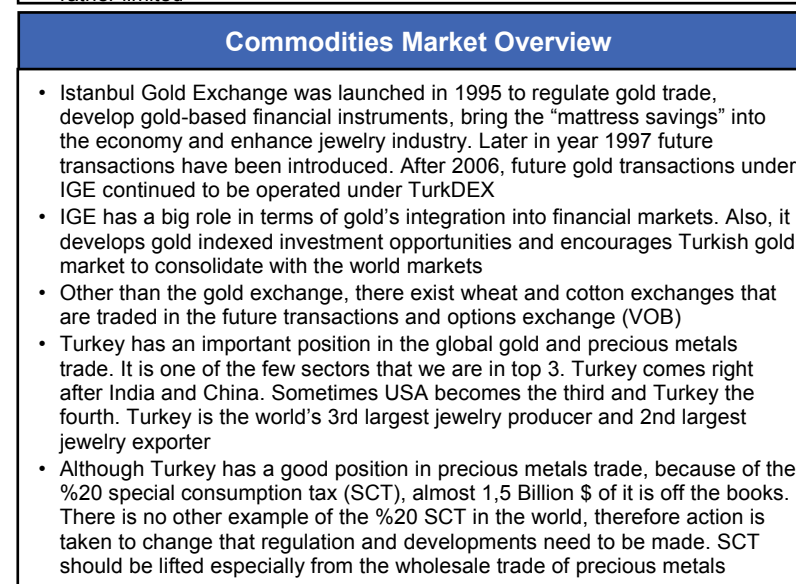 Commodities Market Overview
• Istanbul Gold Exchange was launched in 1995 to regulate gold trade,
develop gold-based financial instruments, bring the “mattress savings” into
the economy and enhance jewelry industry. Later in year 1997 future
transactions have been introduced. After 2006, future gold transactions under
IGE continued to be operated under TurkDEX
• IGE has a big role in terms of gold’s integration into financial markets. Also, it
develops gold indexed investment opportunities and encourages Turkish gold
market to consolidate with the world markets
• Other than the gold exchange, there exist wheat and cotton exchanges that
are traded in the future transactions and options exchange (VOB)
• Turkey has an important position in the global gold and precious metals
trade. It is one of the few sectors that we are in top 3. Turkey comes right
after India and China. Sometimes USA becomes the third and Turkey the
fourth. Turkey is the world’s 3rd largest jewelry producer and 2nd largest
jewelry exporter
• Although Turkey has a good position in precious metals trade, because of the
%20 special consumption tax (SCT), almost 1,5 Billion $ of it is off the books.
There is no other example of the %20 SCT in the world, therefore action is
taken to change that regulation and developments need to be made. SCT
should be lifted especially from the wholesale trade of precious metals